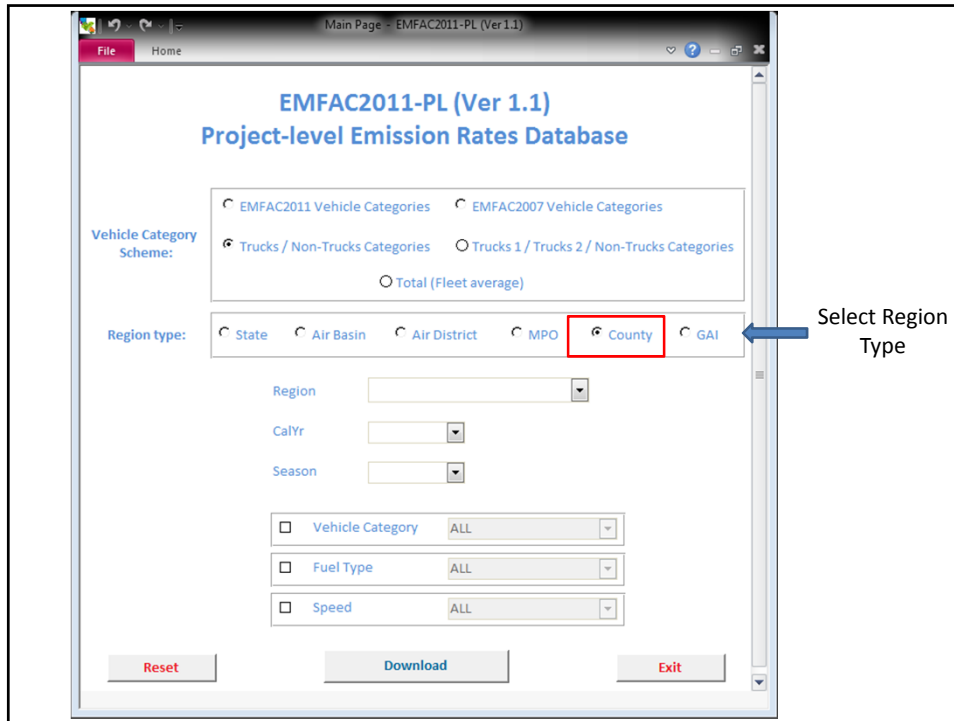 Main Page - EMFAC2011-PL (Ver 1.1)
File Home
EMFAC2011-PL (Ver 1.1)
Project-level Emission Rates Database
Vehicle Category
Scheme:
EMFAC2011 Vehicle Categories EMFAC2007 Vehicle Categories
Trucks / Non-Trucks Categories Trucks 1 / Trucks 2 / Non-Trucks Categories
Total (Fleet average)
Region type: State Air Basin Air District MPO County GAI
Select Region
Type
Region
CalYr
Season
Vehicle Category ALL
Fuel Type ALL
Speed ALL
Reset Download Exit